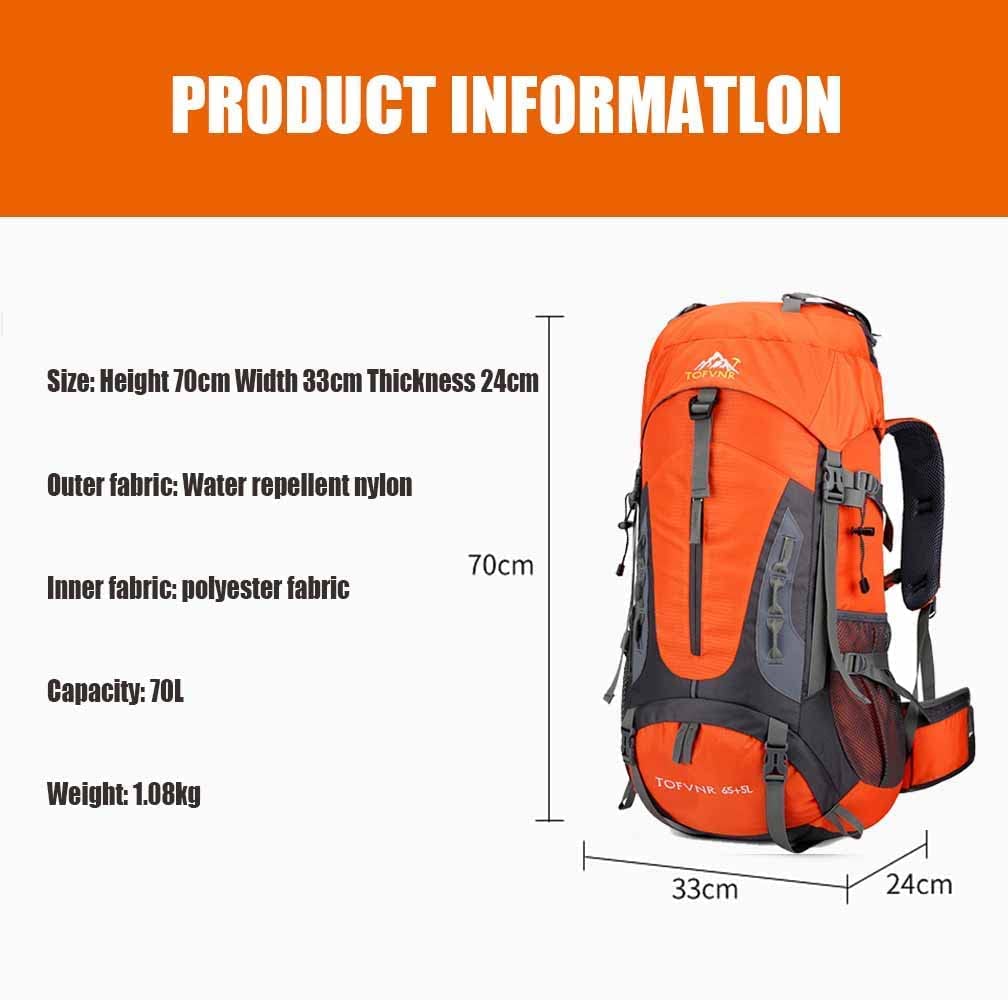 PRODUCT INFORMATLON
Size: Height 70cm Width 33cm Thickness 24cm
Outer fabric: Water repellent nylon
Inner fabric: polyester fabric
Capacity: 70L
Weight: 1.08kg
TOFVNR
70cm
TOFVNR 65+5L
33cm
24cm